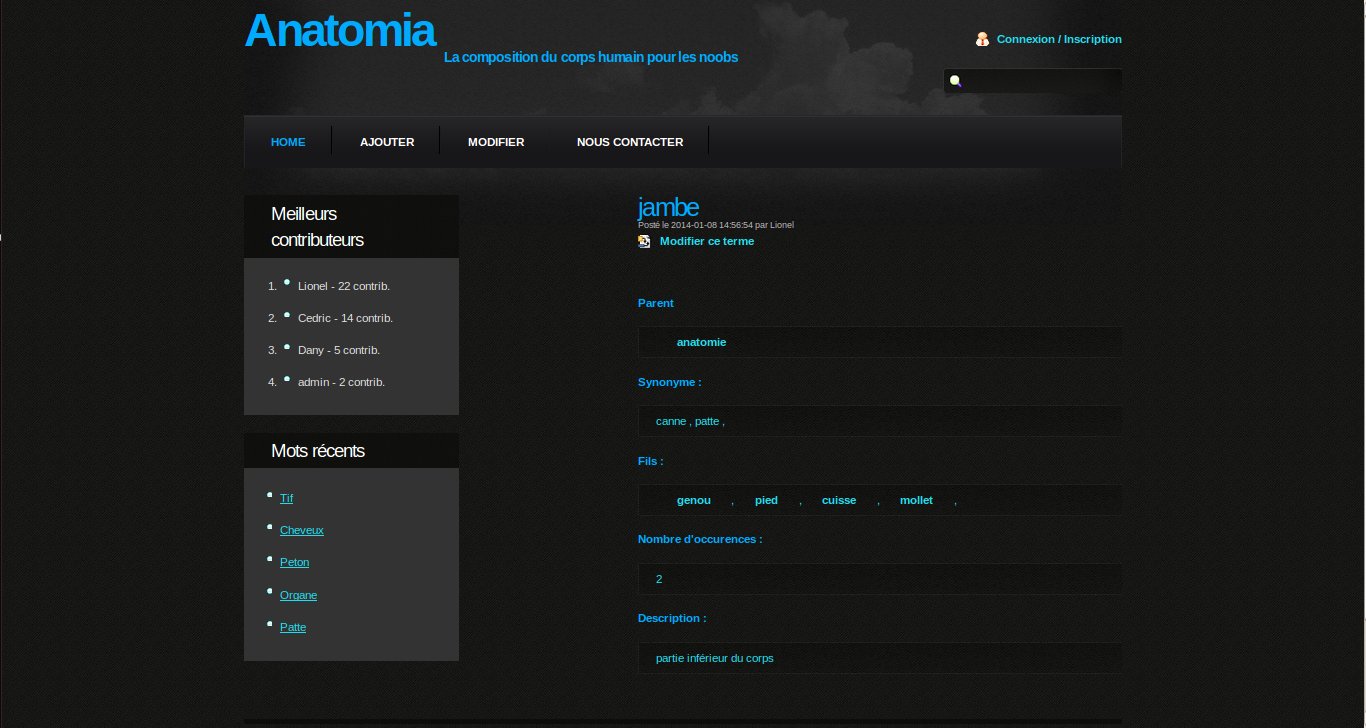 Anatomia
La composition du corps humain pour les noobs
Connexion / Inscription
HOME AJOUTER MODIFIER NOUS CONTACTER
Meilleurs
contributeurs
1. Lionel - 22 contrib.
2. Cedric - 14 contrib.
3. Dany - 5 contrib.
4. admin - 2 contrib.
Mots récents
Tif
Cheveux
Peton
Organe
Patte
jambe
Posté le 2014-01-08 14:56:54 par Lionel
Modifier ce terme
Parent
anatomie
Synonyme :
canne , patte ,
Fils :
genou , pied , cuisse , mollet ,
Nombre d'occurences :
2
Description :
partie inférieur du corps